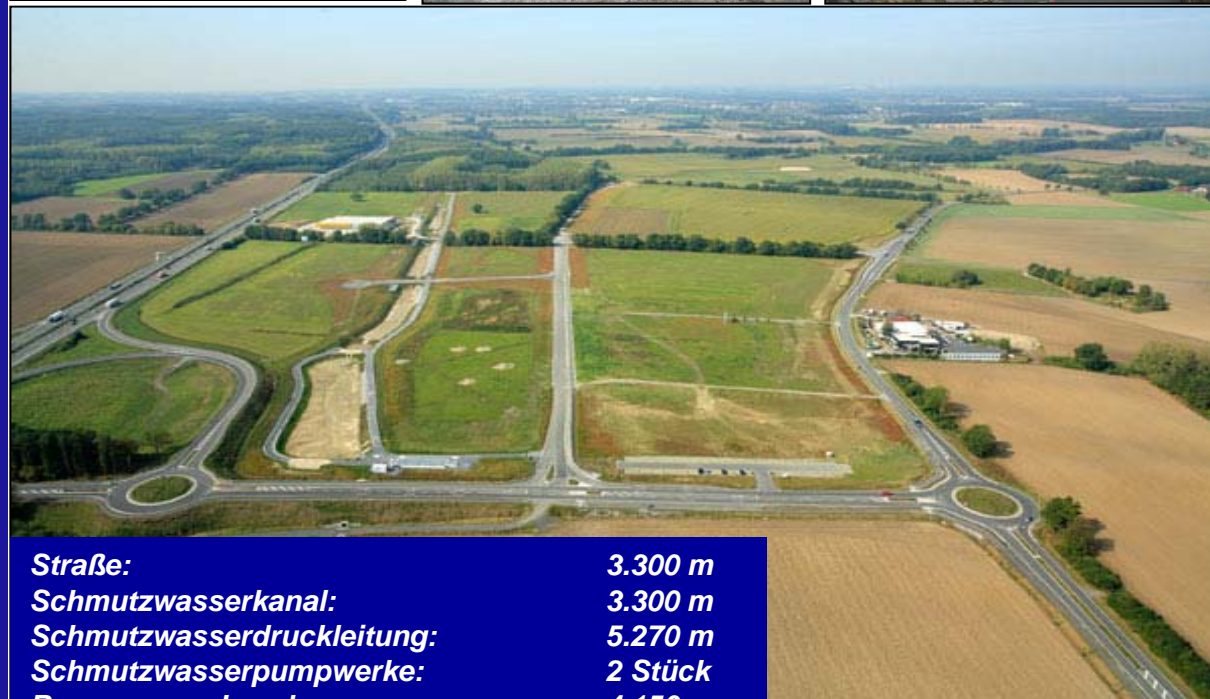 Straße: 3.300 m
Schmutzwasserkanal: 3.300 m
Schmutzwasserdruckleitung: 5.270 m
Schmutzwasserpumpwerke: 2 Stück